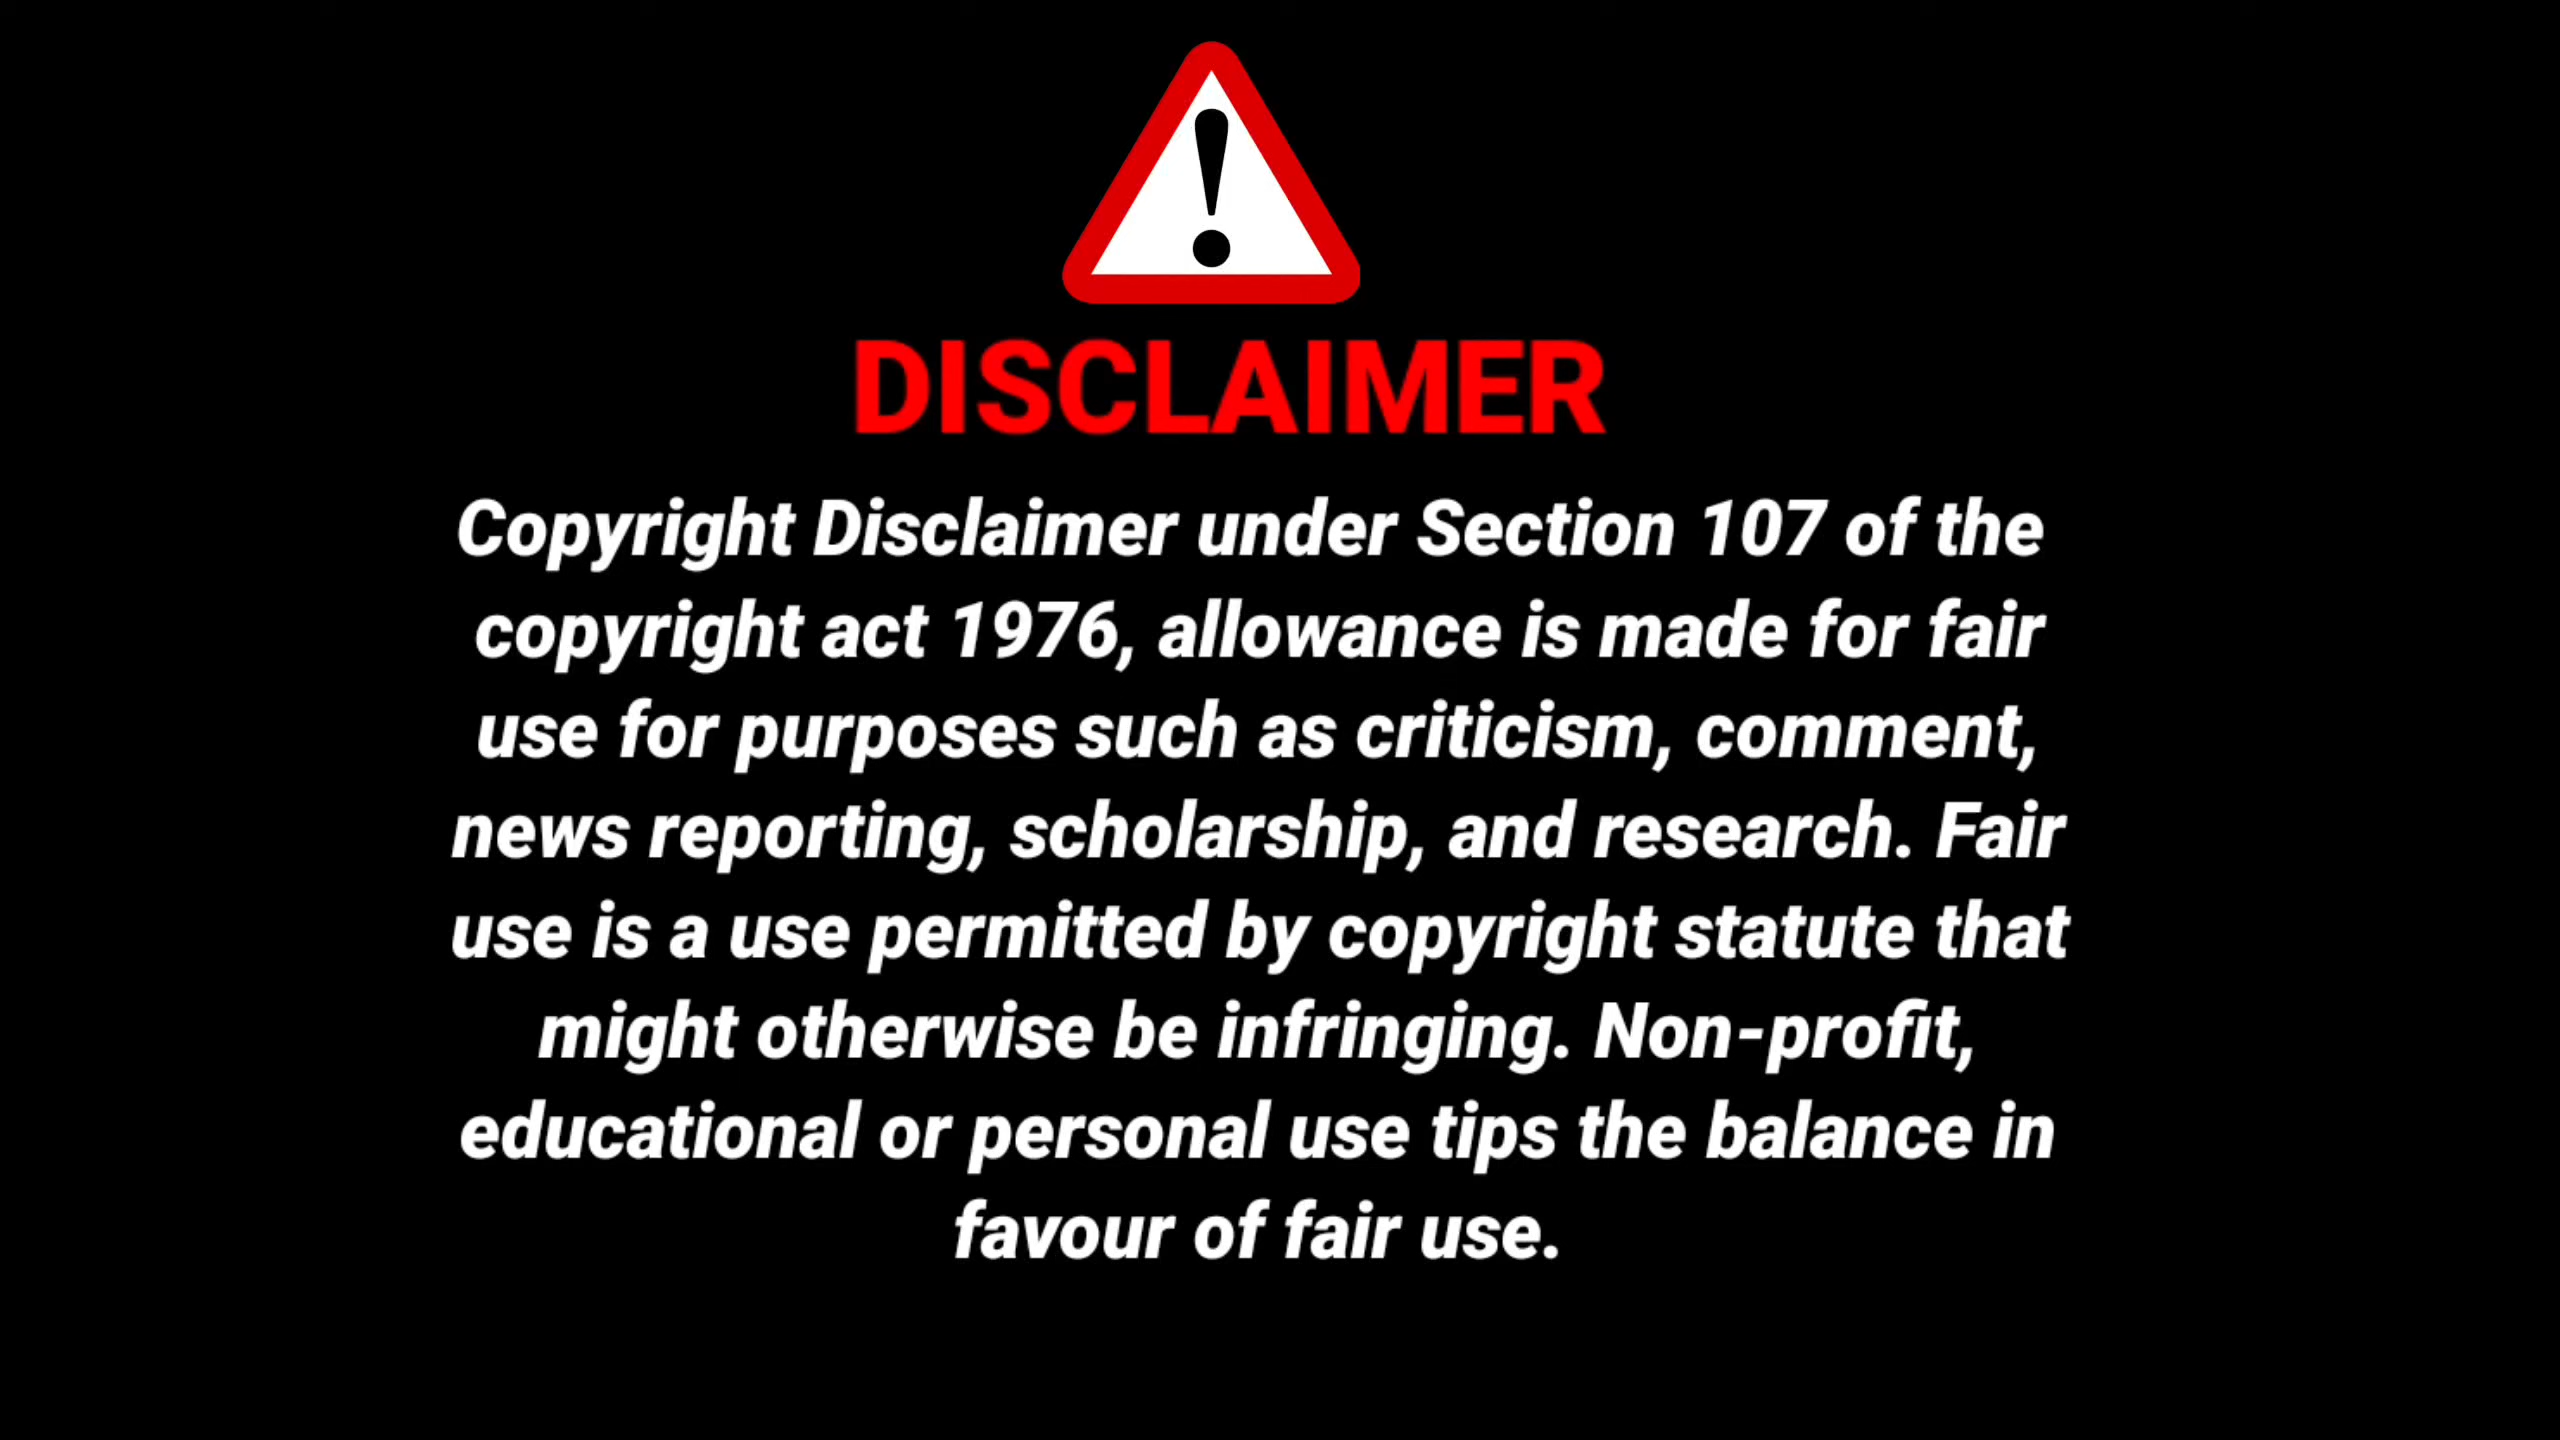 DISCLAIMER
Copyright Disclaimer under Section 107 of the
copyright act 1976, allowance is made for fair
use for purposes such as criticism, comment,
news reporting, scholarship, and research. Fair
use is a use permitted by copyright statute that
might otherwise be infringing. Non-profit,
educational or personal use tips the balance in
favour of fair use.